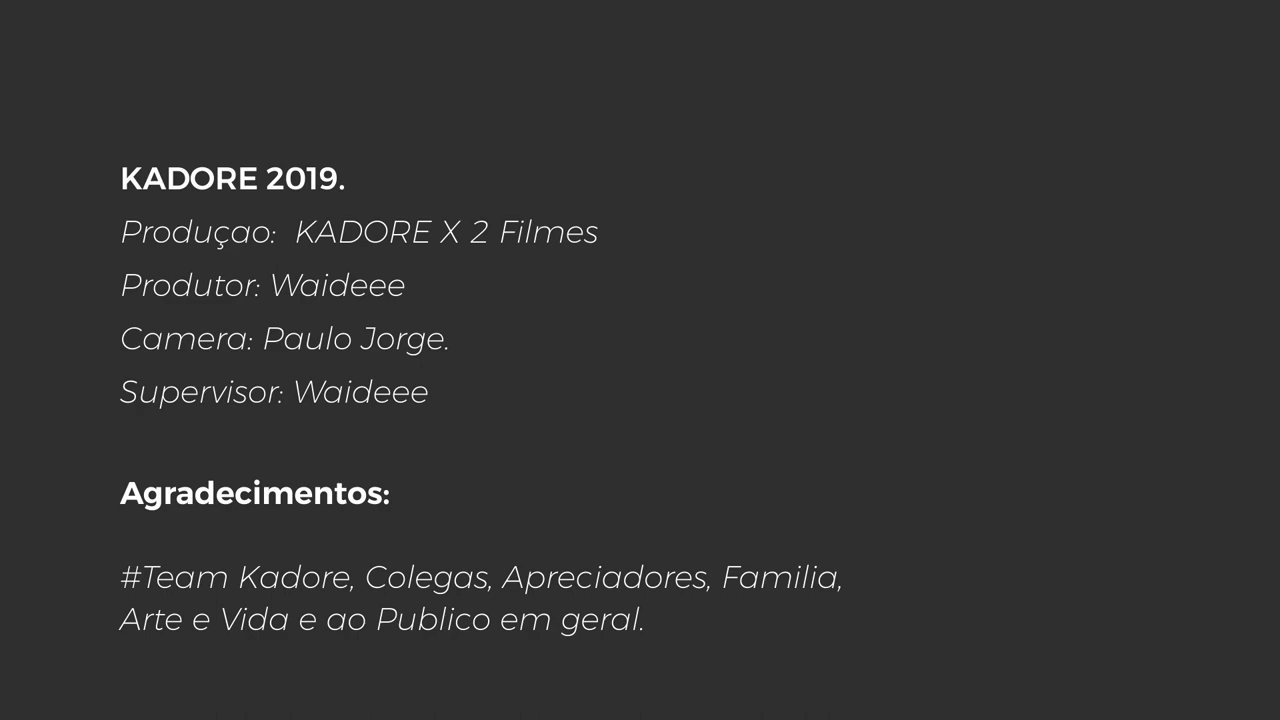 KADORE 2019.
Produçao:  KADORE X 2 Filmes
Produtor: Waideee
Camera: Paulo Jorge.
Supervisor: Waideee
Agradecimentos:
#Team Kadore, Colegas, Apreciadores, Familia,
Arte e Vida e ao Publico em geral.